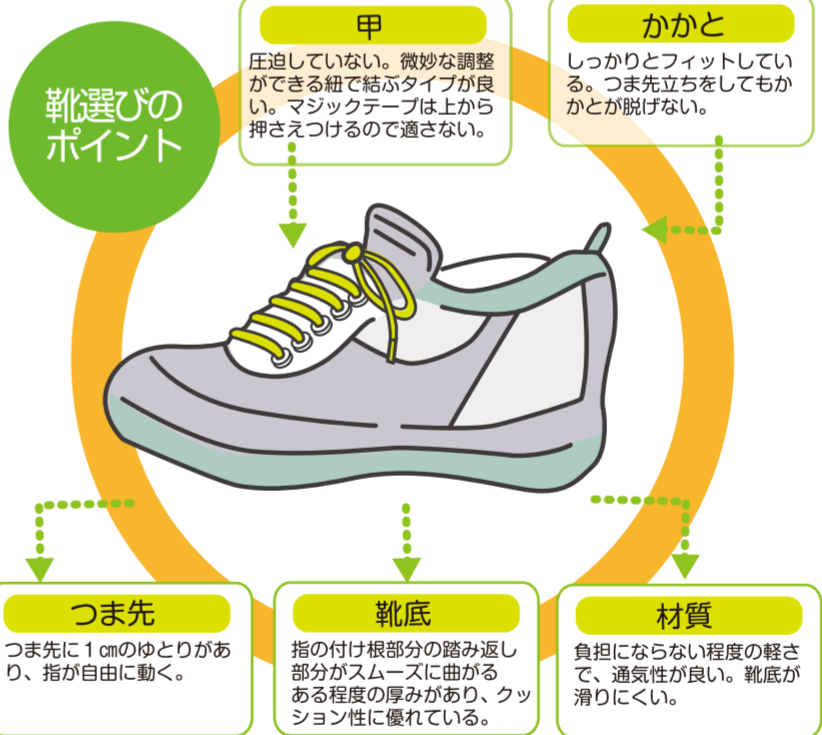 靴選びの
ポイント
甲
圧迫していない。微妙な調整
ができる紐で結ぶタイプが良
い。マジックテープは上から
押さえつけるので適さない。
かかと
しっかりとフィットしてい
る。つま先立ちをしてもか
かとが脱げない。
つま先
つま先に1㎝のゆとりがあ
り、指が自由に動く。
靴底
指の付け根部分の踏み返し
部分がスムーズに曲がる
ある程度の厚みがあり、クッ
ション性に優れている。
材質
負担にならない程度の軽さ
で、通気性が良い。靴底が
滑りにくい。